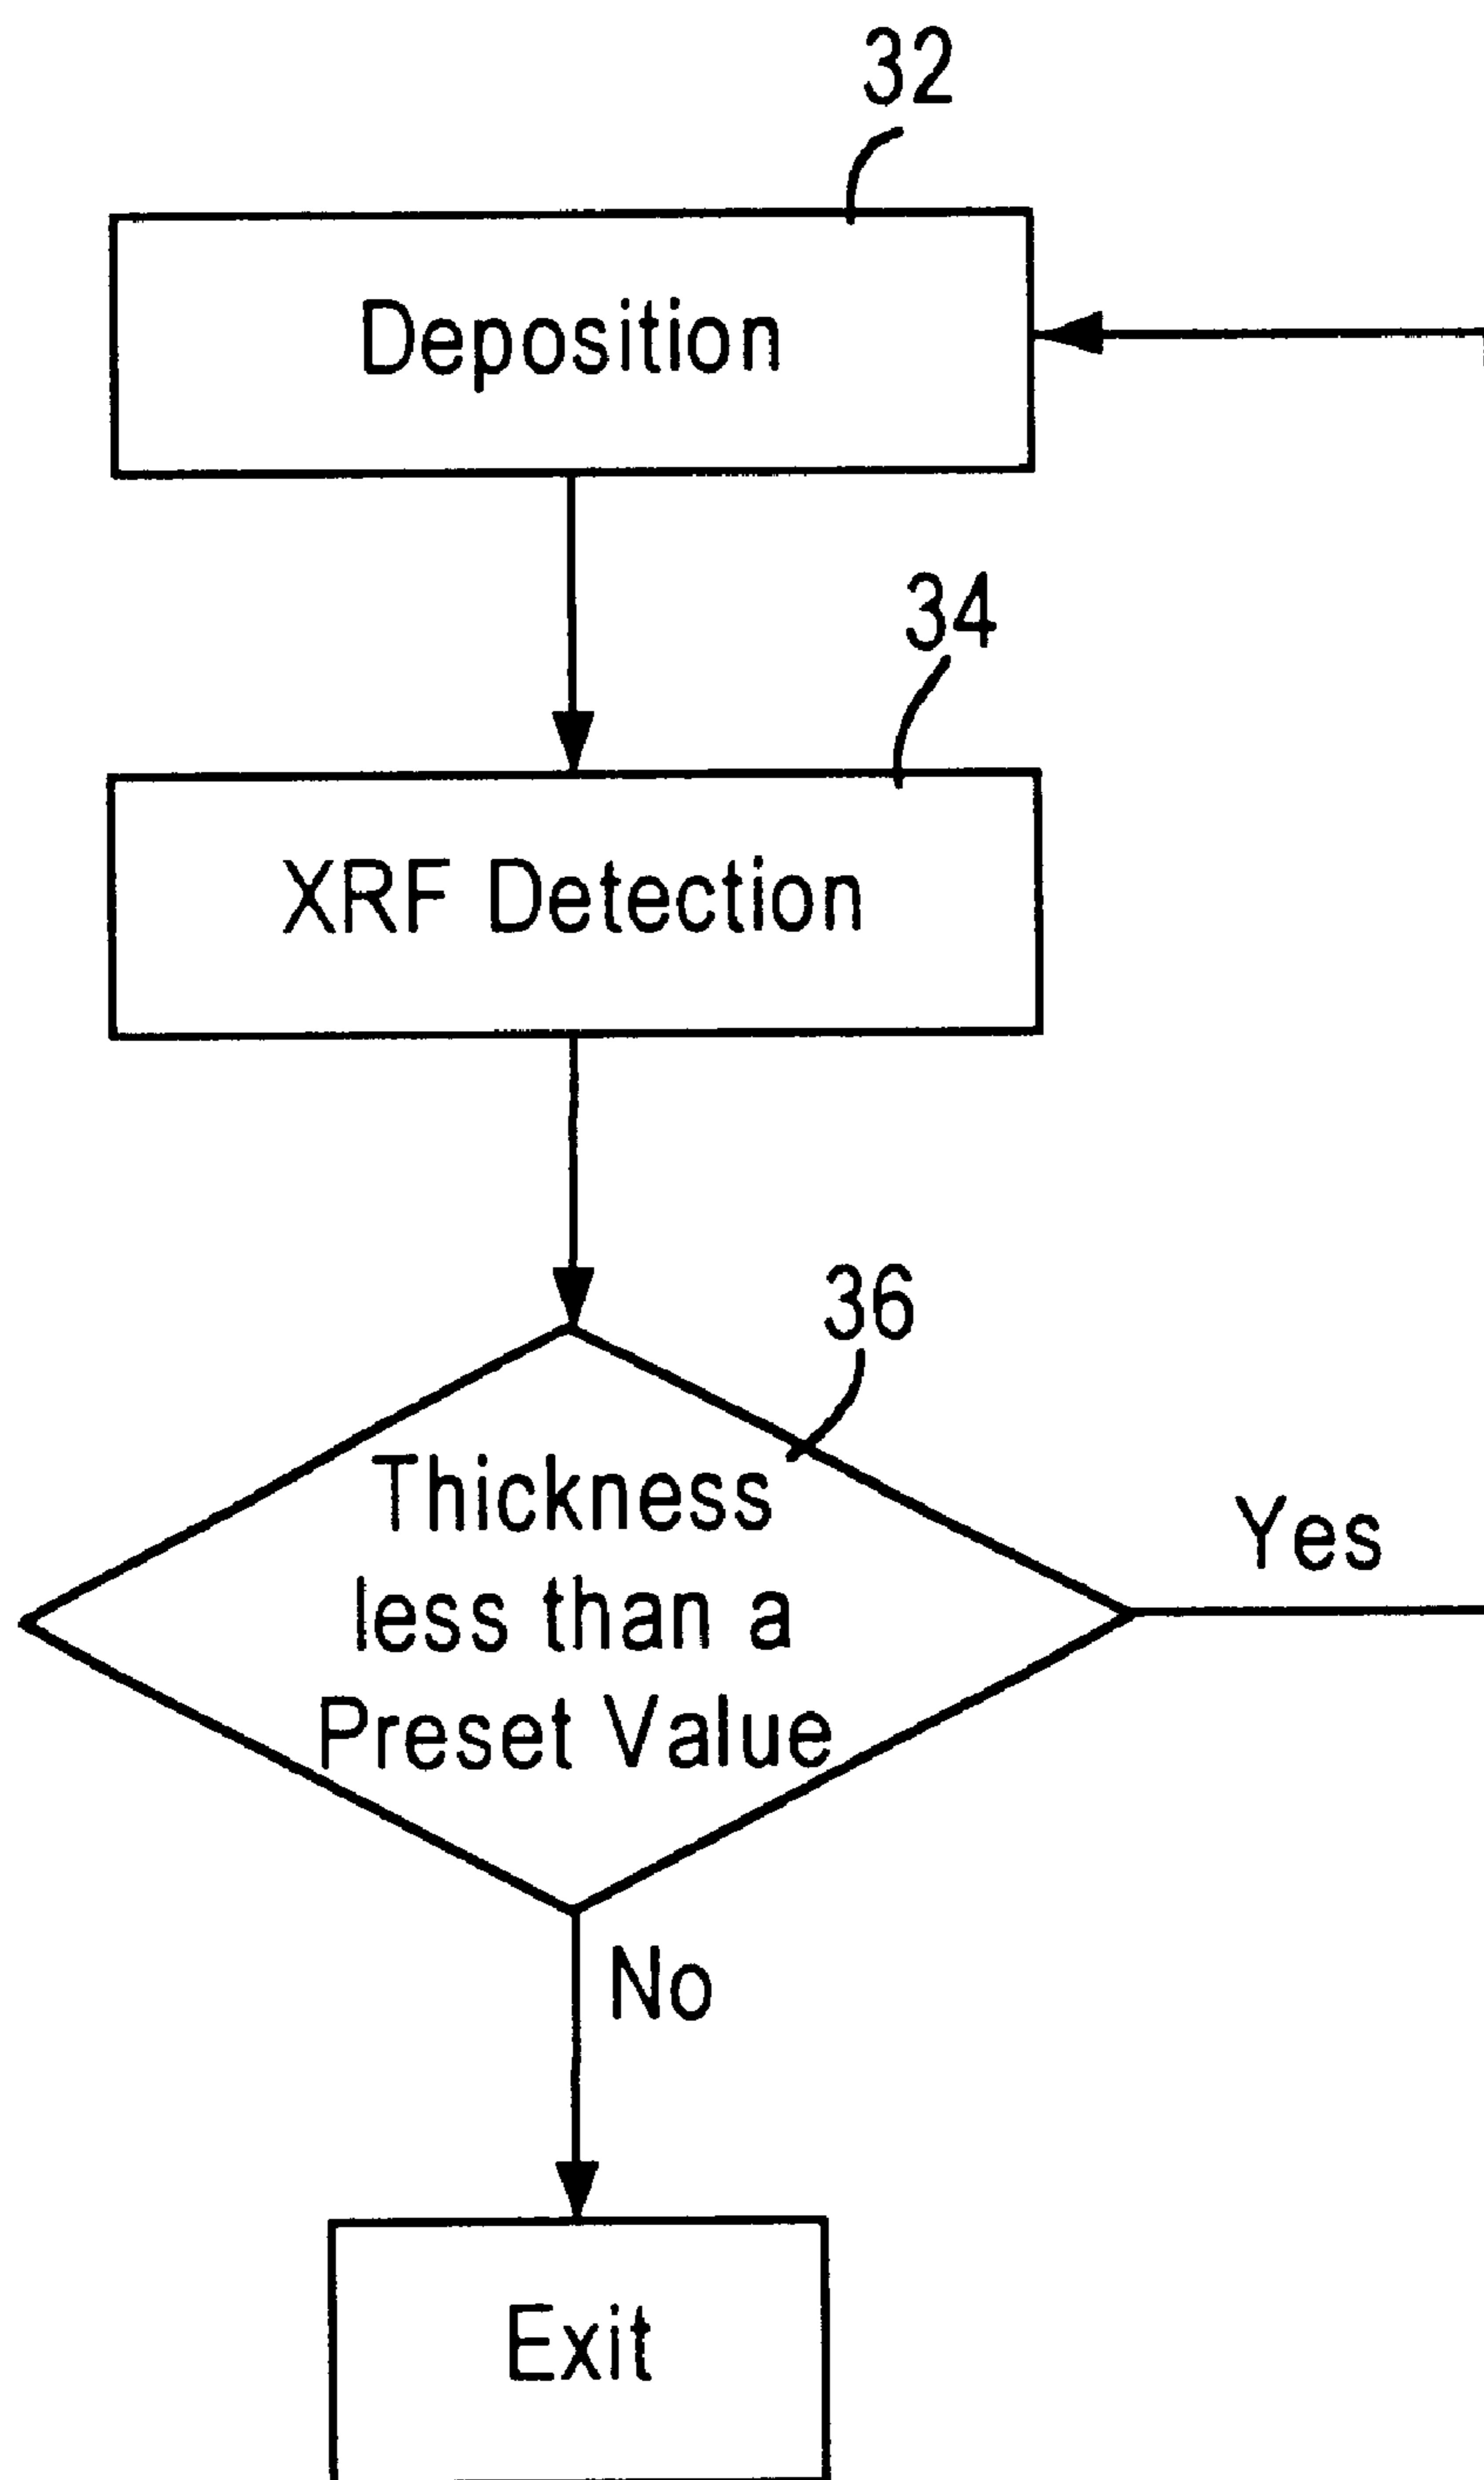 32
Deposition
34
XRF Detection
36
Thickness
less than a
Preset Value
Yes
No
Exit